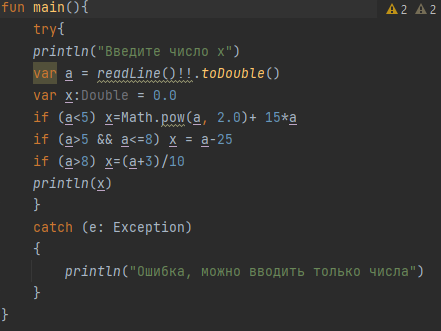 fun main(){ 2 2
try{
println("Введите число x")
var a = readLine()!!.toDouble()
var x:Double = 0.0
if (a<5) x=Math.pow(a, 2.0)+ 15*a
if (a>5 && a<=8) x = a-25
if (a>8) x=(a+3)/10
println(x)
}
catch (e: Exception)
{
println("Ошибка, можно вводить только числа")
}
}